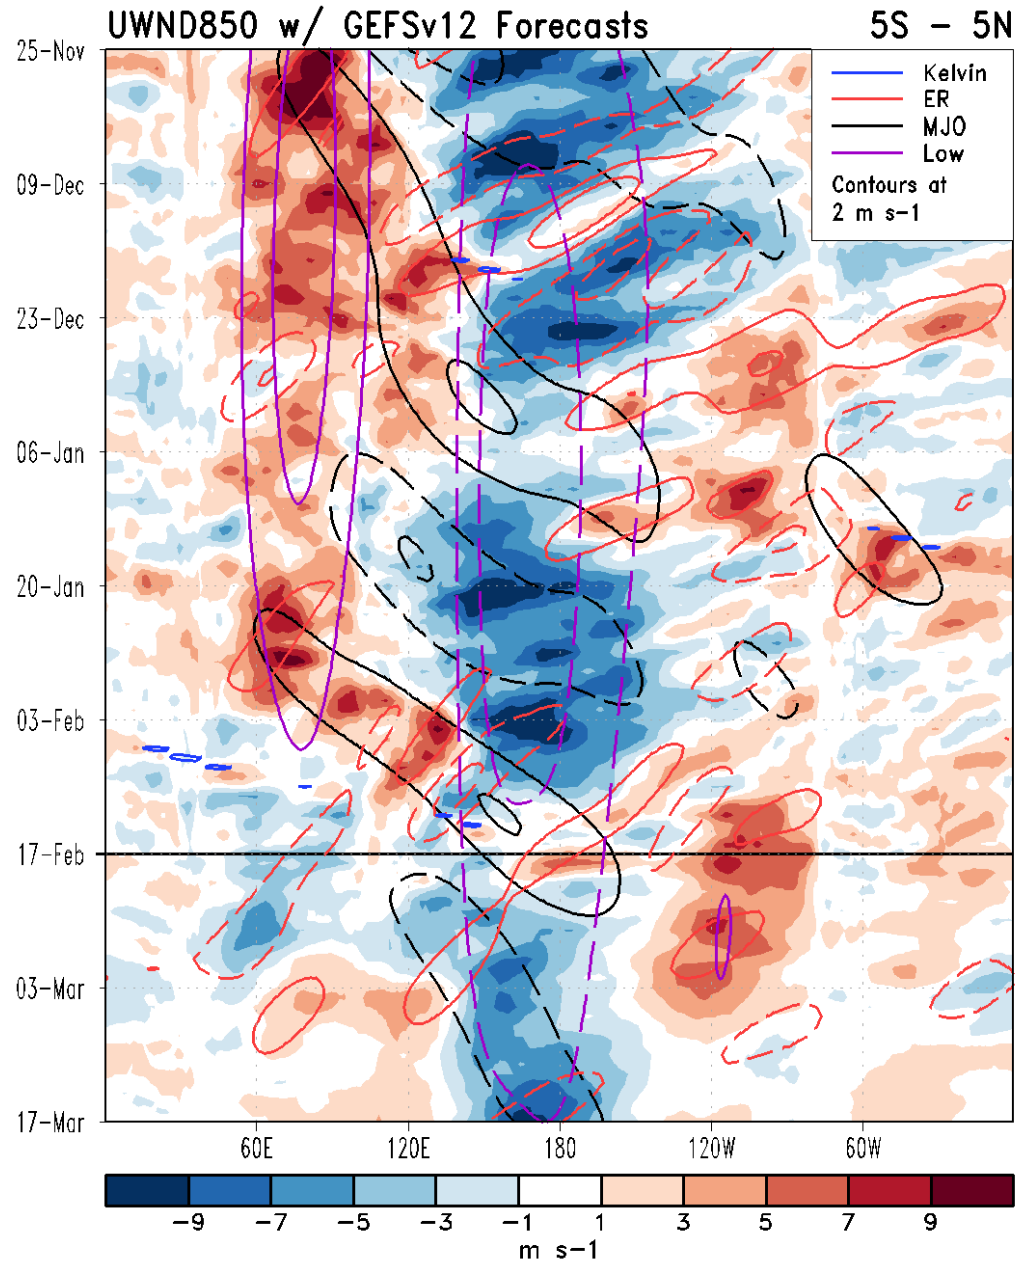 UWND850 w/ GEFSv12 Forecasts 5S - 5N
25-Nov
09-Dec
23-Dec
06-Jan
20-Jan
03-Feb
17-Feb
03-Mar
17-Mar
Kelvin
ER
MJO
Low
Contours at
2 m s-1
60E 120E 180 120W 60W
-9 -7 -5 -3 -1 1 3 5 7 9
m s-1